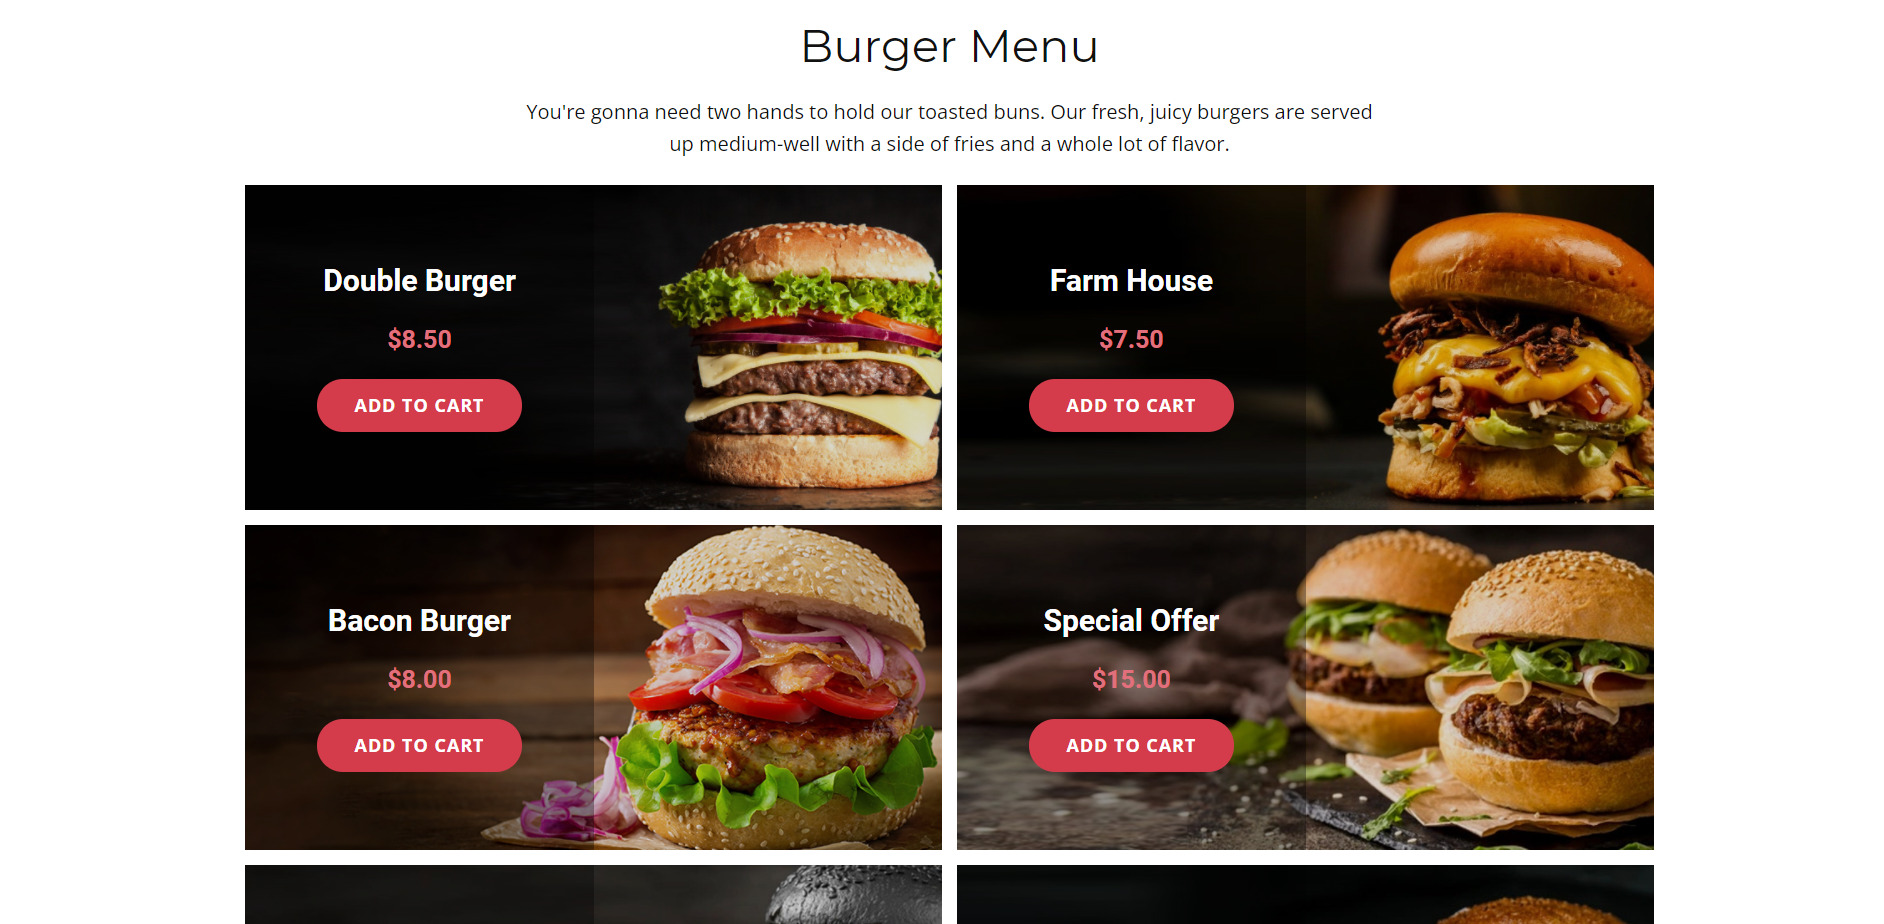 Burger Menu
You're gonna need two hands to hold our toasted buns. Our fresh, juicy burgers are served
up medium-well with a side of fries and a whole lot of flavor.
Double Burger
$8.50
ADD TO CART
Farm House
$7.50
ADD TO CART
Bacon Burger
$8.00
ADD TO CART
Special Offer
$15.00
ADD TO CART